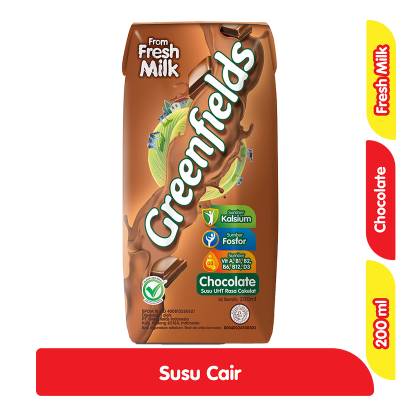 From
Fresh
Milk
Greenfields
Sumber
Kalsium
Sumber
Fosfor
Sumber
Vit A, B1, B2,
B6, B12, D3
Chocolate
Susu UHT Rasa Cokelat
200ml
Fresh Milk
Chocolate
200 ml
Susu Cair